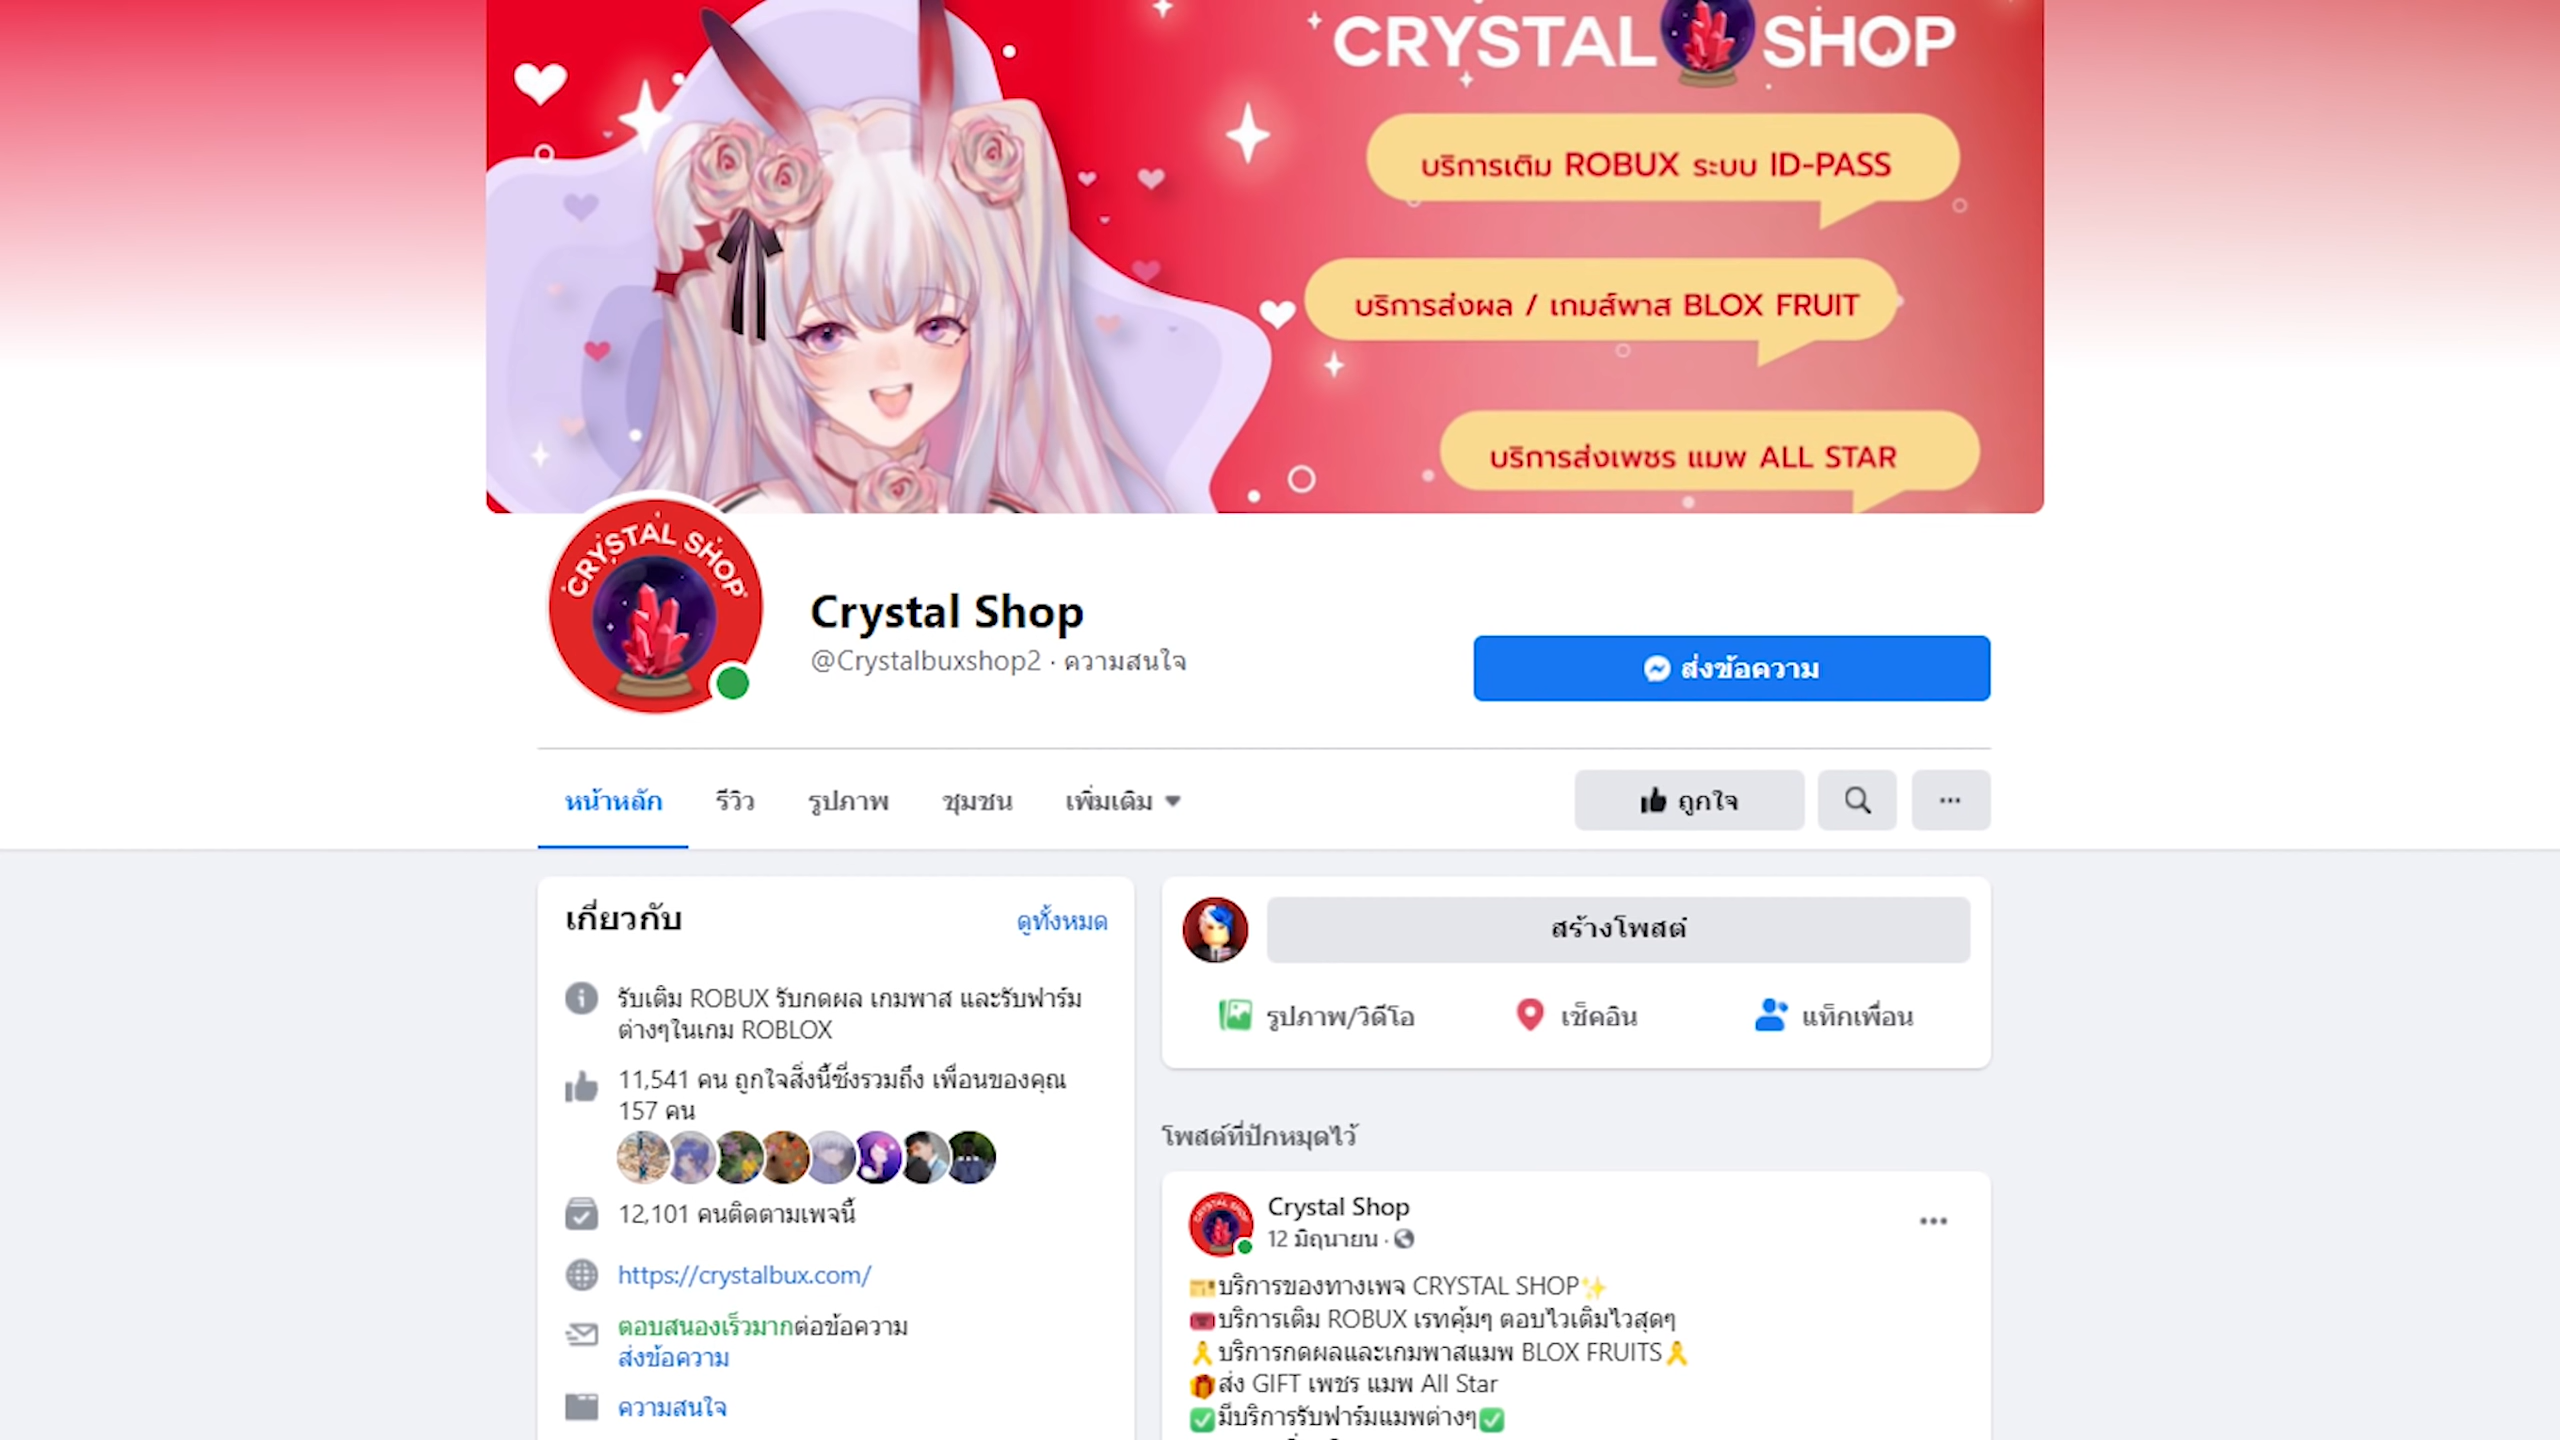 CRYSTAL SHOP
บริการเติม ROBUX ระบบ ID-PASS
บริการส่งผล / เกมส์พาส BLOX FRUIT
บริการส่งเพชร แมพ ALL STAR
CRYSTAL SHOP
Crystal Shop
@Crystalbuxshop2 · ความสนใจ
ส่งข้อความ
หน้าหลัก รีวิว รูปภาพ ชุมชน เพิ่มเติม
ถูกใจ
เกี่ยวกับ
ดูทั้งหมด
รับเติม ROBUX รับกดผล เกมพาส และรับฟาร์ม
ต่างๆในเกม ROBLOX
11,541 คน ถูกใจสิ่งนี้ซึ่งรวมถึง เพื่อนของคุณ
157 คน
12,101 คนติดตามเพจนี้
https://crystalbux.com/
ตอบสนองเร็วมากต่อข้อความ
ส่งข้อความ
ความสนใจ
สร้างโพสต์
รูปภาพ/วิดีโอ เช็คอิน แท็กเพื่อน
โพสต์ที่ปักหมุดไว้
Crystal Shop
12 มิถุนายน ·
🎫บริการของทางเพจ CRYSTAL SHOP✨
🎟️บริการเติม ROBUX เรทคุ้มๆ ตอบไวเติมไวสุดๆ
🎗️บริการกดผลและเกมพาสแมพ BLOX FRUITS🎗️
🎁ส่ง GIFT เพชร แมพ All Star
✅มีบริการรับฟาร์มแมพต่างๆ✅